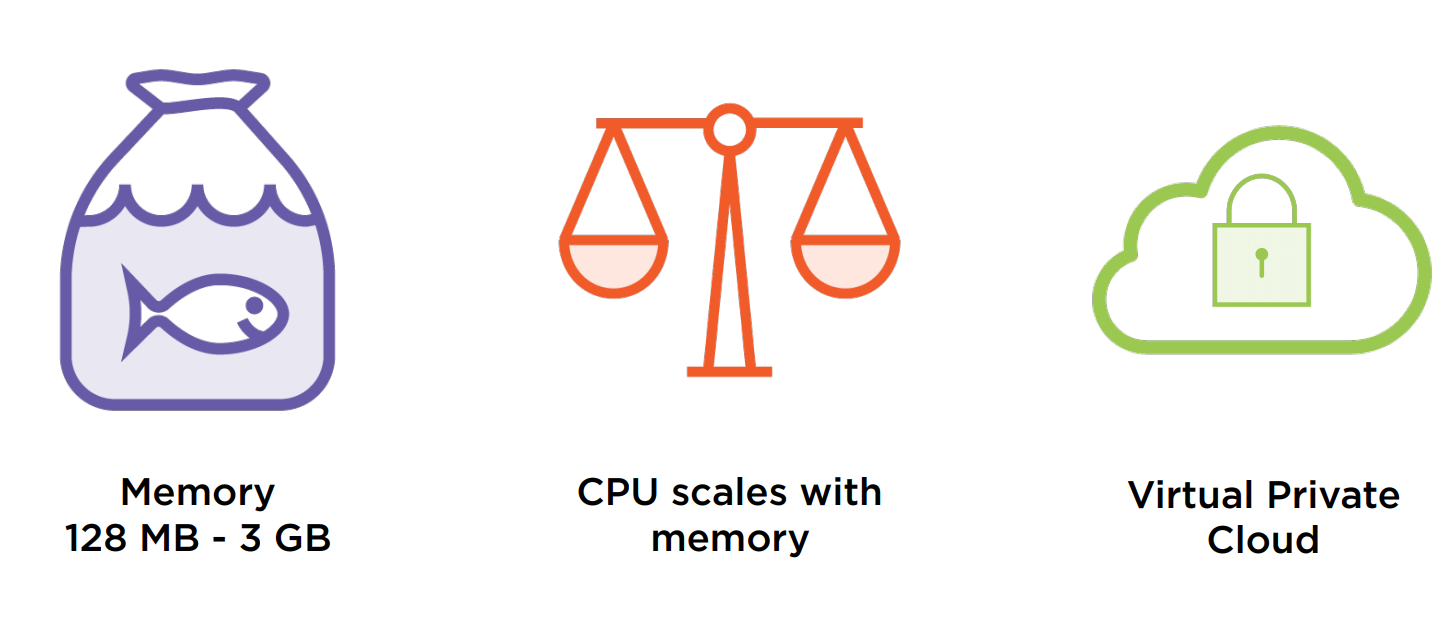 Memory
128 MB - 3 GB
CPU scales with
memory
Virtual Private
Cloud